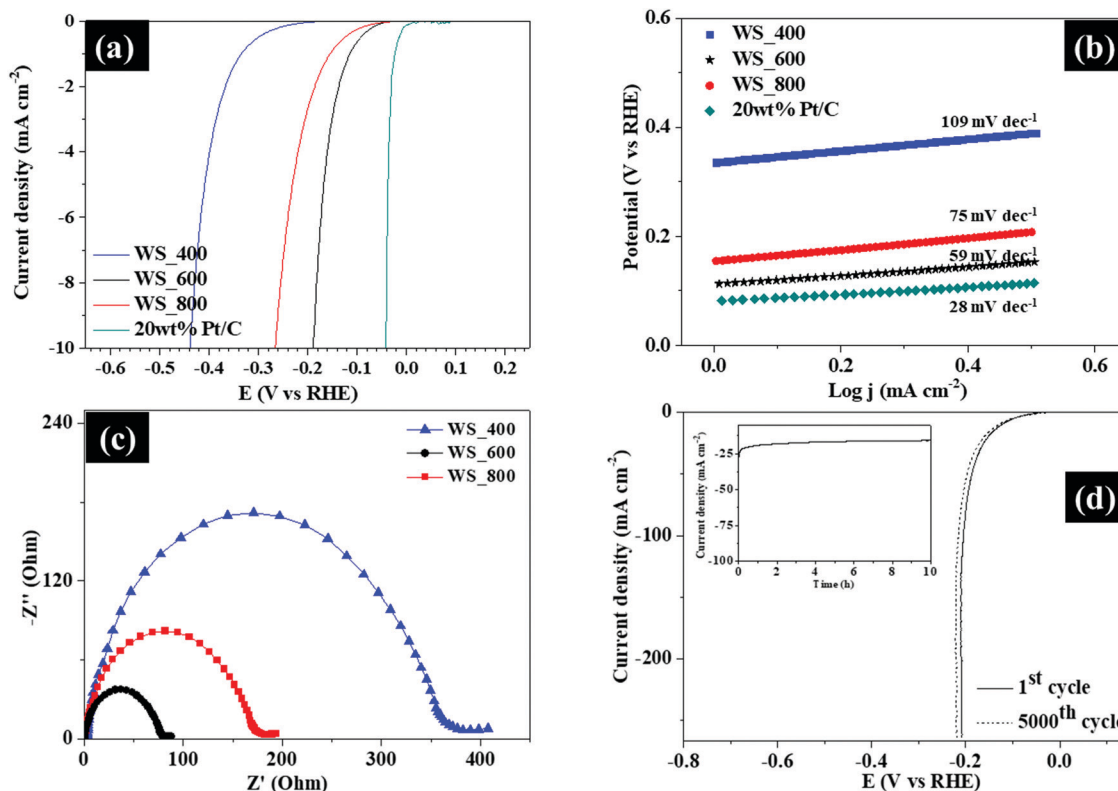 (a)
0
-2
-4
-6
-8
-10
Current density (mA cm⁻²)
WS_400
WS_600
WS_800
20wt% Pt/C
-0.6 -0.5 -0.4 -0.3 -0.2 -0.1 0.0 0.1 0.2
E (V vs RHE)
(b)
0.6
0.4
0.2
0.0
Potential (V vs RHE)
WS_400
WS_600
WS_800
20wt% Pt/C
109 mV dec⁻¹
75 mV dec⁻¹
59 mV dec⁻¹
28 mV dec⁻¹
0.0 0.2 0.4 0.6
Log j (mA cm⁻²)
(c)
240
120
0
-Z'' (Ohm)
WS_400
WS_600
WS_800
0 100 200 300 400
Z' (Ohm)
(d)
0
-100
-200
Current density (mA cm⁻²)
-25
-50
-75
-100
Current density (mA cm⁻²)
0 2 4 6 8 10
Time (h)
1st cycle
5000th cycle
-0.8 -0.6 -0.4 -0.2 0.0
E (V vs RHE)